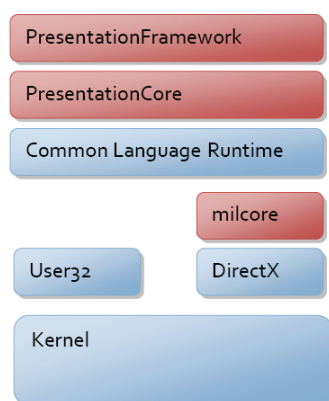 PresentationFramework
PresentationCore
Common Language Runtime
milcore
User32
DirectX
Kernel